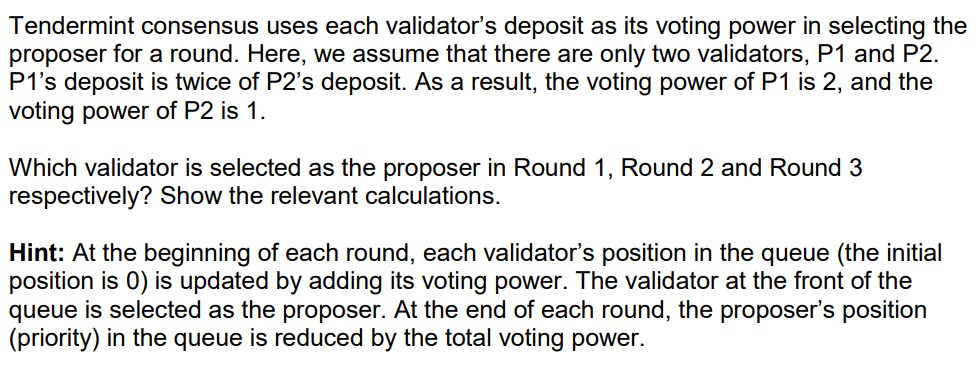 Tendermint consensus uses each validator’s deposit as its voting power in selecting the
proposer for a round. Here, we assume that there are only two validators, P1 and P2.
P1’s deposit is twice of P2’s deposit. As a result, the voting power of P1 is 2, and the
voting power of P2 is 1.
Which validator is selected as the proposer in Round 1, Round 2 and Round 3
respectively? Show the relevant calculations.
Hint: At the beginning of each round, each validator’s position in the queue (the initial
position is 0) is updated by adding its voting power. The validator at the front of the
queue is selected as the proposer. At the end of each round, the proposer’s position
(priority) in the queue is reduced by the total voting power.